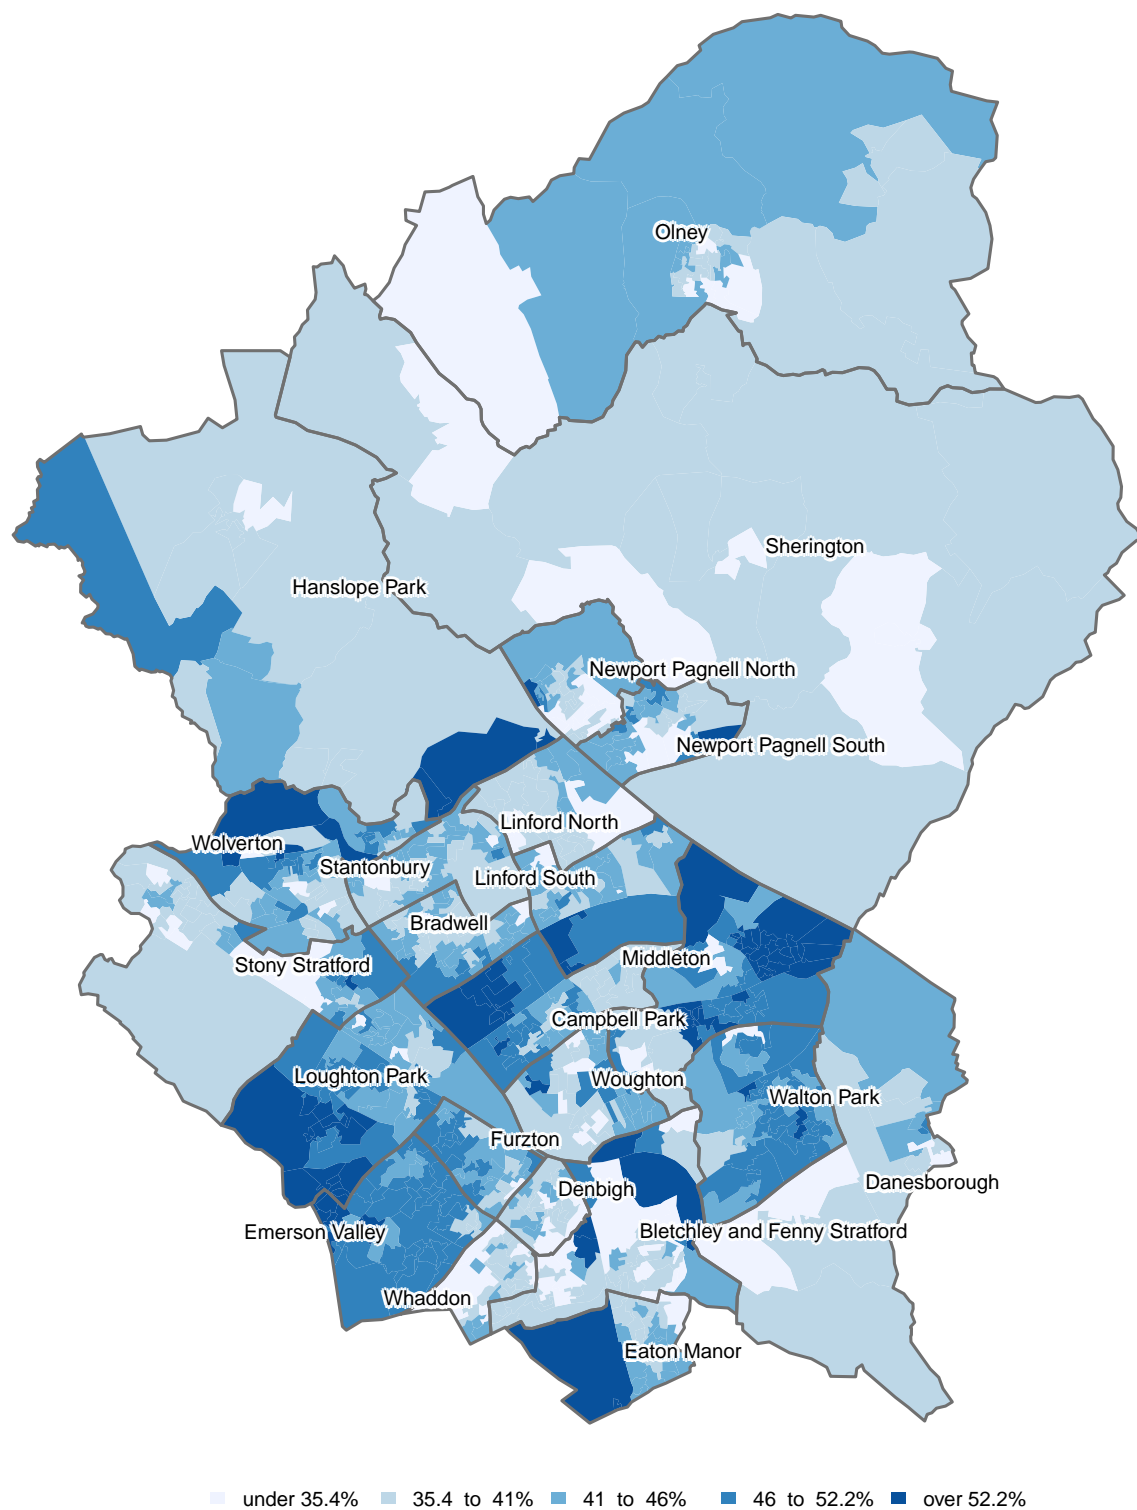 Olney
Sherington
Hanslope Park
Newport Pagnell North
Newport Pagnell South
Linford North
Wolverton
Stantonbury
Linford South
Bradwell
Middleton
Stony Stratford
Campbell Park
Loughton Park
Woughton
Walton Park
Furzton
Danesborough
Denbigh
Emerson Valley
Bletchley and Fenny Stratford
Whaddon
Eaton Manor
under 35.4% 35.4 to 41% 41 to 46% 46 to 52.2% over 52.2%